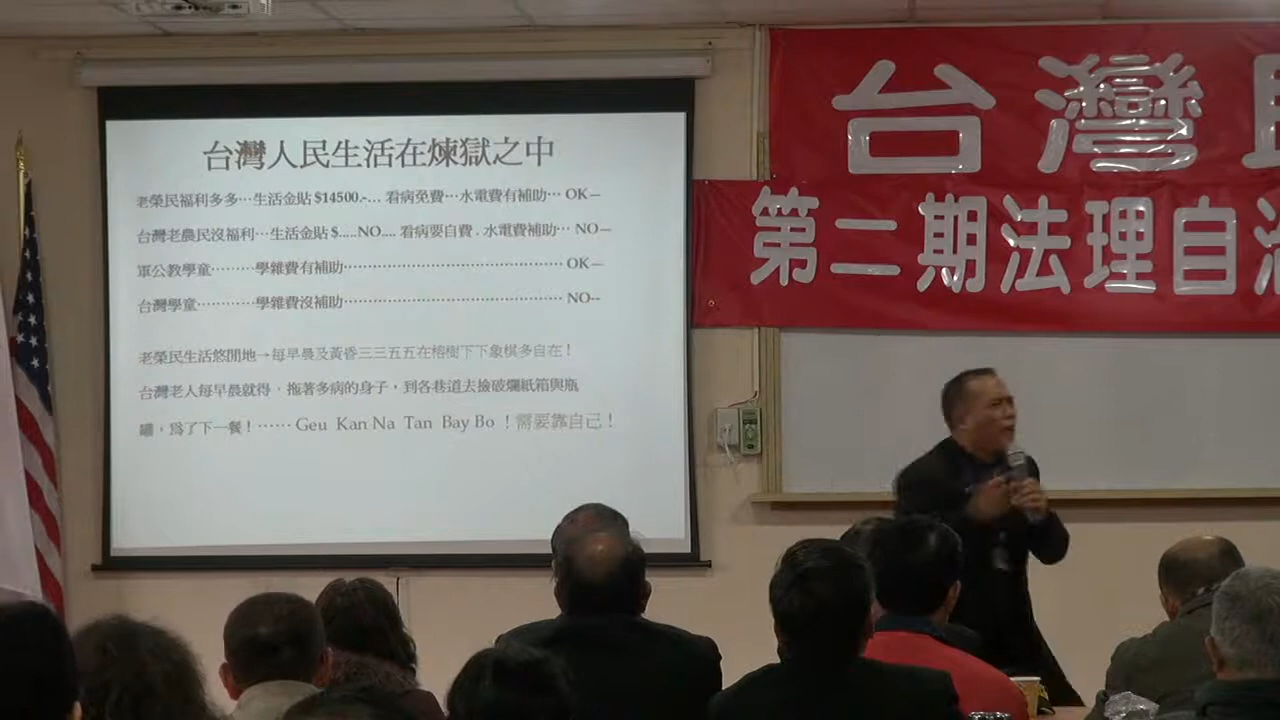 台灣人民生活在煉獄之中
老榮民福利多多…生活金貼$14500.-… 看病免費…水電費有補助… OK—
台灣老農民沒福利…生活金貼$.....NO.... 看病要自費 . 水電費補助… NO—
軍公教學童………學雜費有補助…………………………………… OK—
台灣學童…………學雜費沒補助…………………………………… NO--
老榮民生活悠閒地→每早晨及黃昏三三五五在榕樹下下象棋多自在！
台灣老人每早晨就得，拖著多病的身子，到各巷道去撿破爛紙箱與瓶
罐，為了下一餐！…… Geu Kan Na Tan Bay Bo ！需要靠自己！
台灣
第二期法理自治